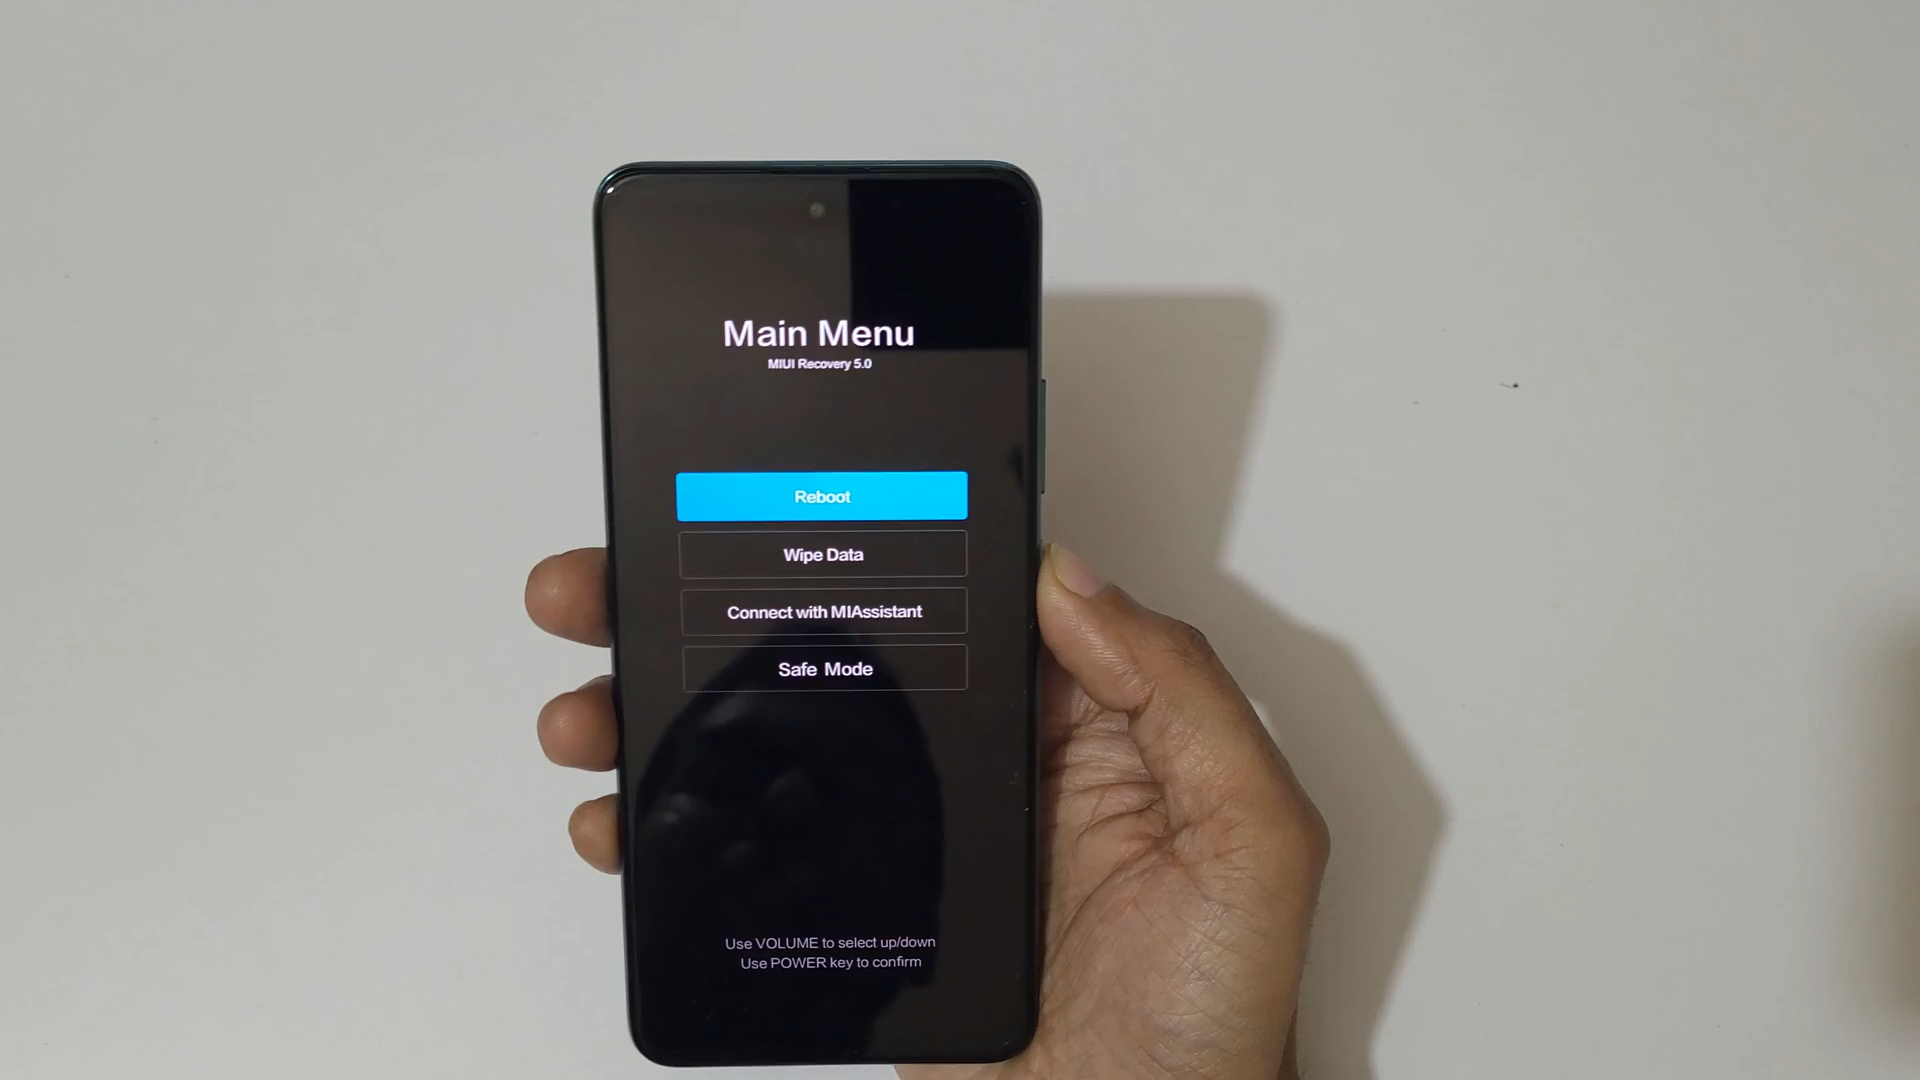 Main Menu
MIUI Recovery 5.0
Reboot
Wipe Data
Connect with MIAssistant
Safe Mode
Use VOLUME to select up/down
Use POWER key to confirm